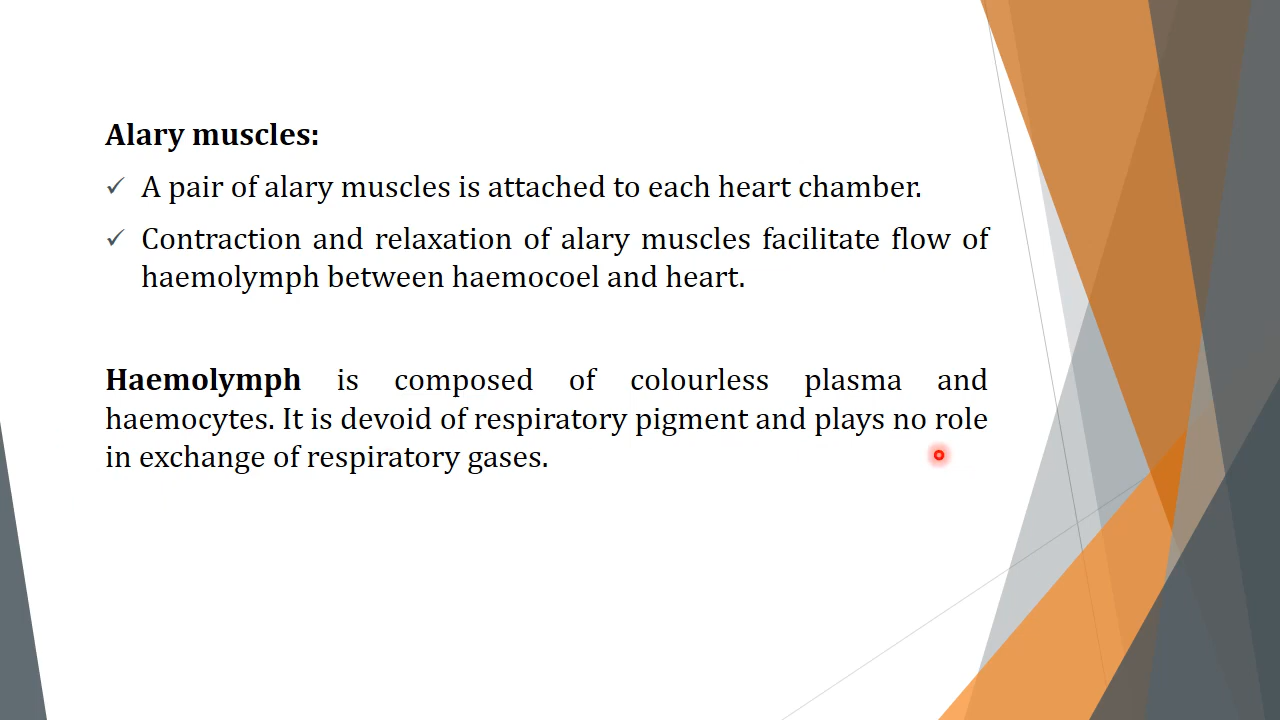 Alary muscles:
✓ A pair of alary muscles is attached to each heart chamber.
✓ Contraction and relaxation of alary muscles facilitate flow of
haemolymph between haemocoel and heart.
Haemolymph is composed of colourless plasma and
haemocytes. It is devoid of respiratory pigment and plays no role
in exchange of respiratory gases.